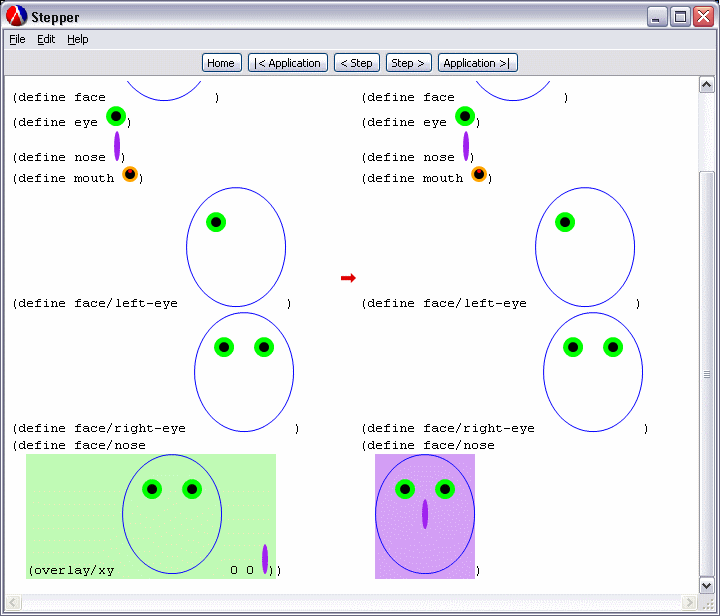 Stepper
File Edit Help
Home |< Application < Step Step > Application >|
(define face )
(define eye )
(define nose )
(define mouth )
(define face/left-eye )
(define face/right-eye )
(define face/nose
(overlay/xy 0 0 ))
(define face )
(define eye )
(define nose )
(define mouth )
(define face/left-eye )
(define face/right-eye )
(define face/nose
)